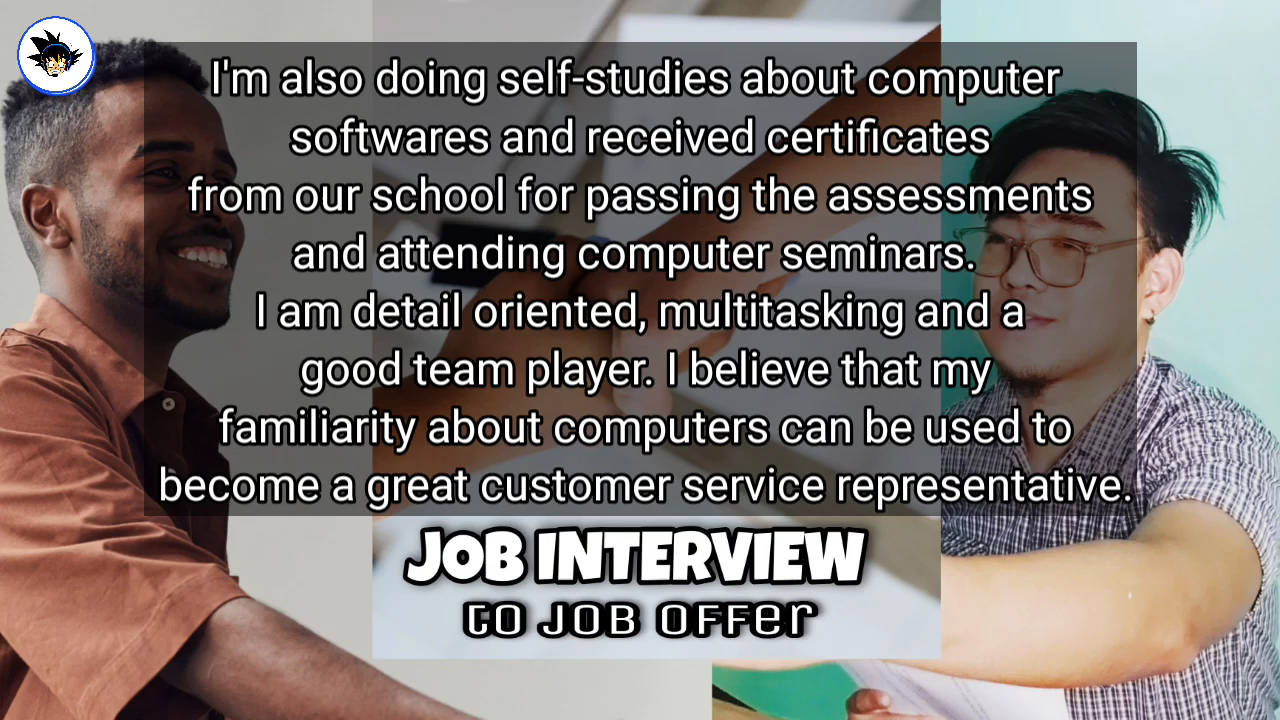 I'm also doing self-studies about computer
softwares and received certificates
from our school for passing the assessments
and attending computer seminars.
I am detail oriented, multitasking and a
good team player. I believe that my
familiarity about computers can be used to
become a great customer service representative.
JOB INTERVIEW
to JOB OFFer